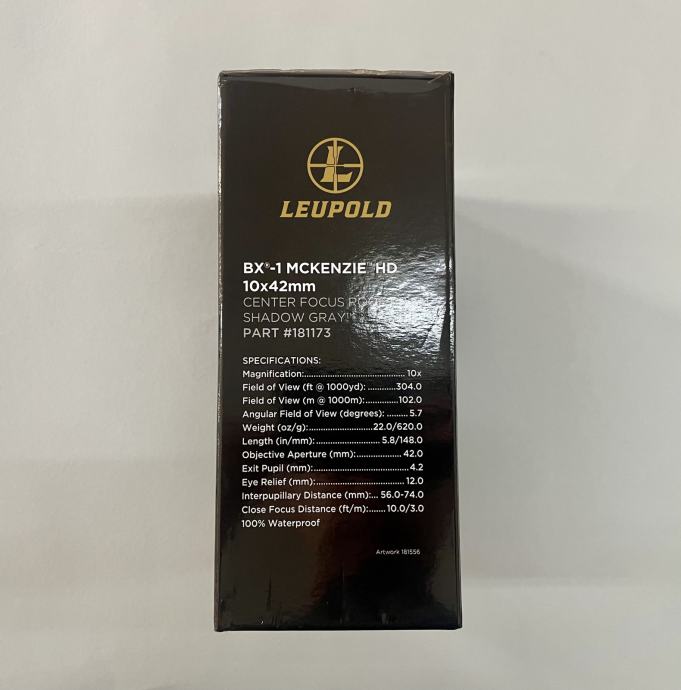 LEUPOLD
BX®-1 MCKENZIE™ HD
10x42mm
CENTER FOCUS
SHADOW GRAY
PART #181173
SPECIFICATIONS:
Magnification:........................... 10x
Field of View (ft @ 1000yd): .........304.0
Field of View (m @ 1000m):..........102.0
Angular Field of View (degrees): .......5.7
Weight (oz/g):.....................22.0/620.0
Length (in/mm):.....................5.8/148.0
Objective Aperture (mm):...............42.0
Exit Pupil (mm):.............................4.2
Eye Relief (mm):...........................12.0
Interpupillary Distance (mm):... 56.0-74.0
Close Focus Distance (ft/m):......10.0/3.0
100% Waterproof
Artwork 181556